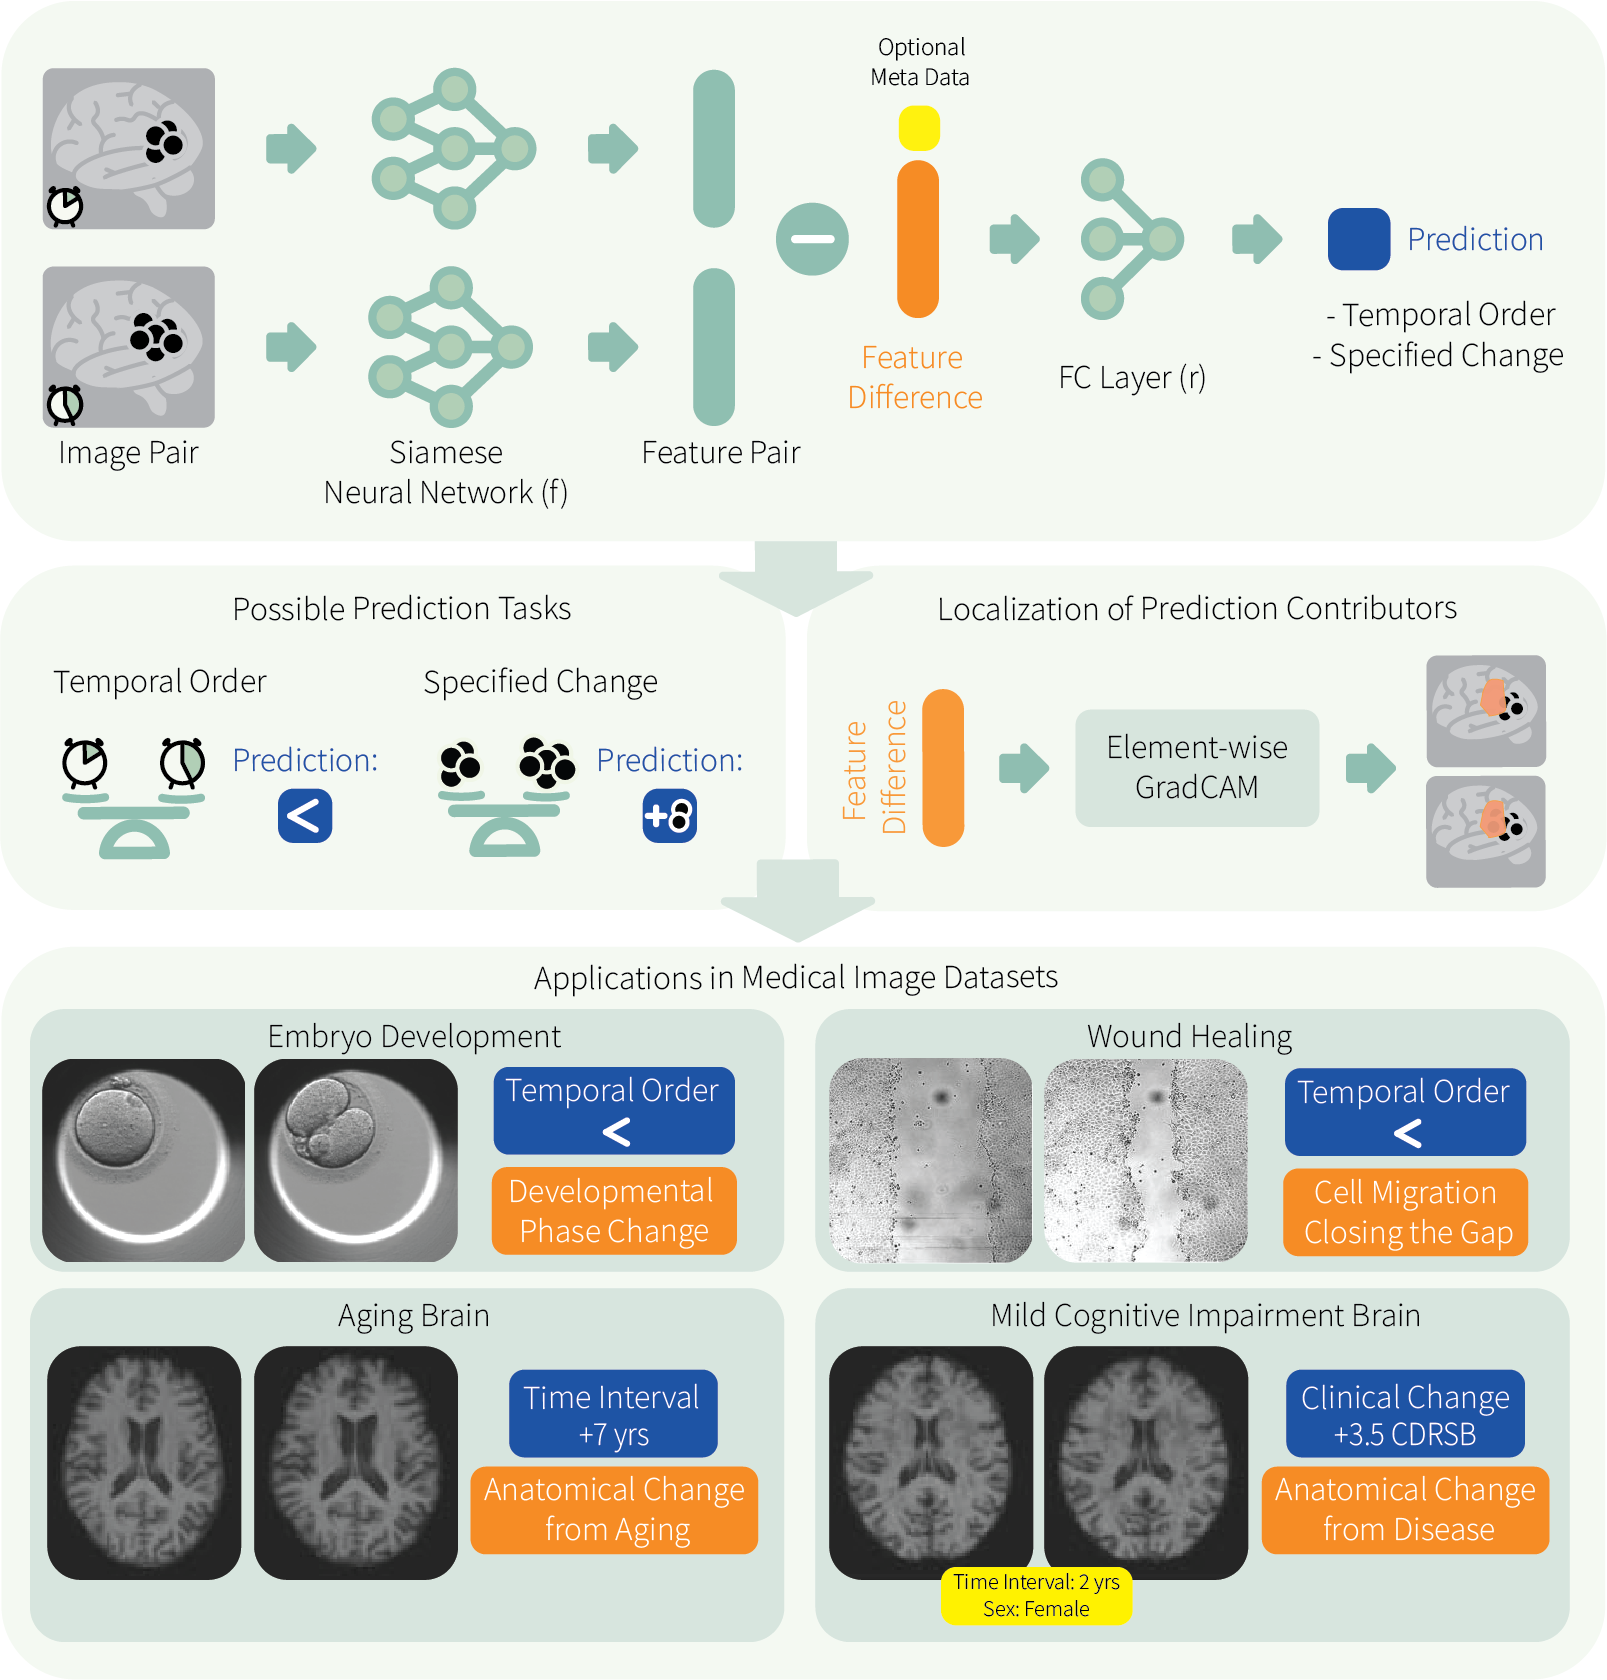 Optional
Meta Data
Prediction
- Temporal Order
- Specified Change
Feature
Difference
FC Layer (r)
Image Pair
Siamese
Neural Network (f)
Feature Pair
Possible Prediction Tasks
Temporal Order
Specified Change
Prediction:
<
Prediction:
+8
Localization of Prediction Contributors
Feature
Difference
Element-wise
GradCAM
Applications in Medical Image Datasets
Embryo Development
Temporal Order
<
Developmental
Phase Change
Wound Healing
Temporal Order
<
Cell Migration
Closing the Gap
Aging Brain
Time Interval
+7 yrs
Anatomical Change
from Aging
Mild Cognitive Impairment Brain
Clinical Change
+3.5 CDRSB
Anatomical Change
from Disease
Time Interval: 2 yrs
Sex: Female